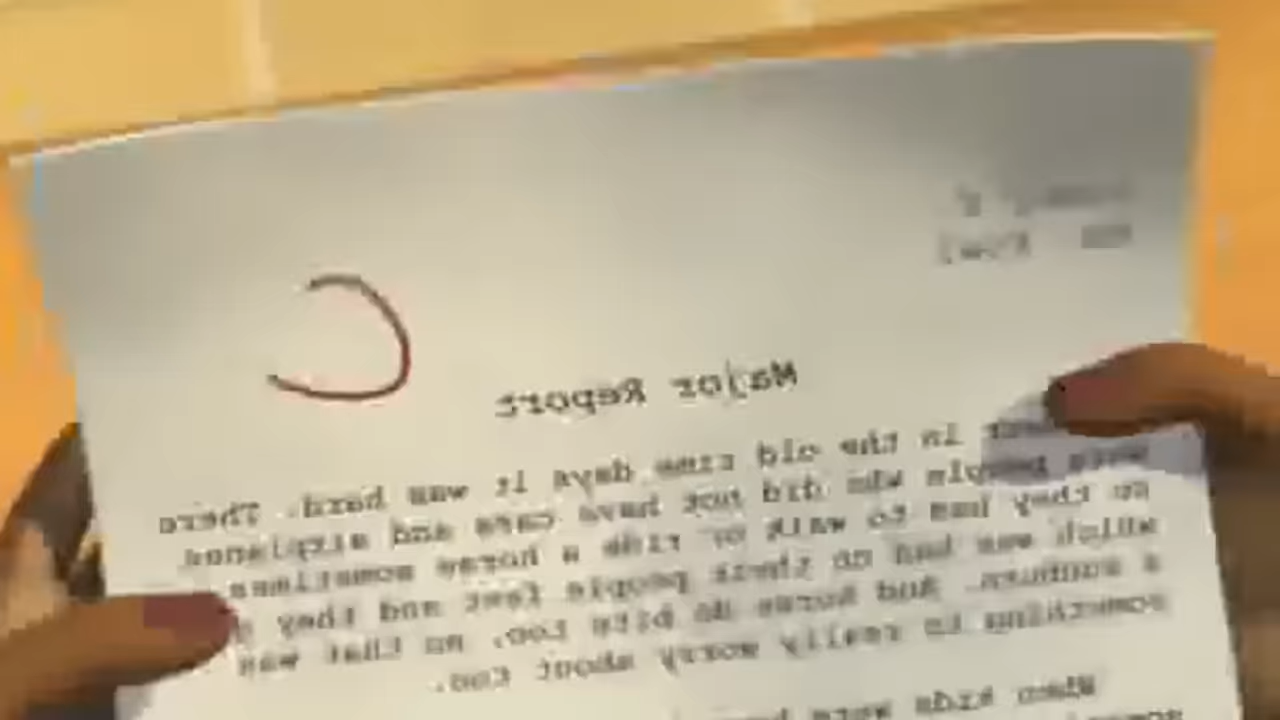 C
Major Report
in the old time days it was hard. There
were people who did not have cars and airplanes
so they had to walk or ride a horse sometimes
which was bad on their people feet and they
a sunburn. And horse do bite too, so that was
something to really worry about too.
When kids were